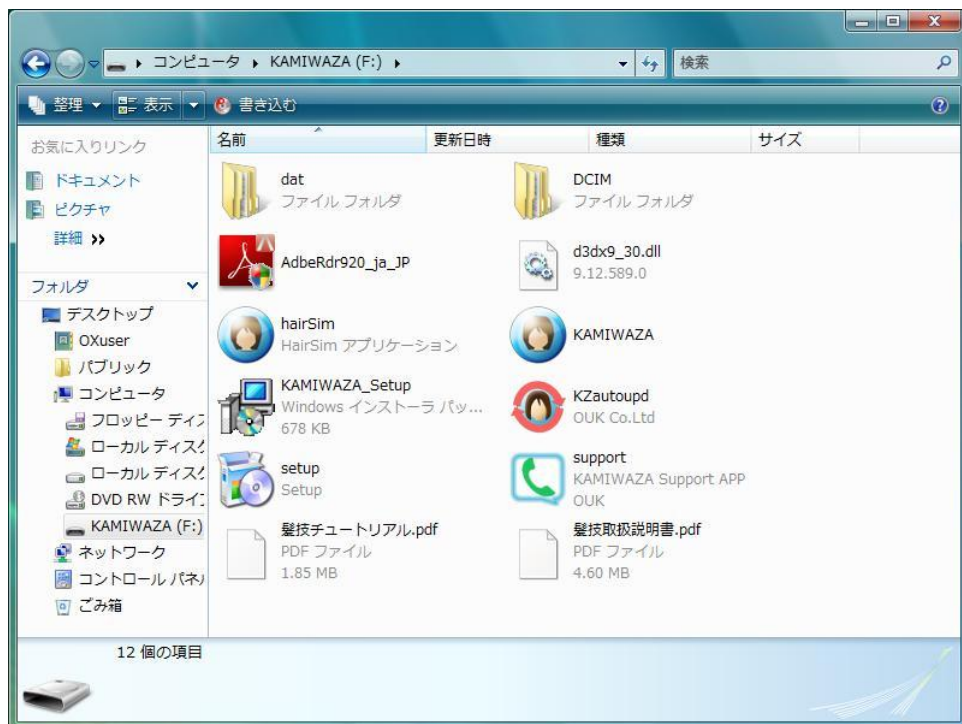 コンピュータ KAMIWAZA (F:)
検索
整理 表示 書き込む
お気に入りリンク
ドキュメント
ピクチャ
詳細 >>
フォルダ
デスクトップ
OXuser
パブリック
コンピュータ
フロッピー ディス
ローカル ディスク
ローカル ディスク
DVD RW ドライブ
KAMIWAZA (F:)
ネットワーク
コントロール パネル
ごみ箱
名前 更新日時 種類 サイズ
dat
ファイル フォルダ
DCIM
ファイル フォルダ
AdbeRdr920_ja_JP
d3dx9_30.dll
9.12.589.0
hairSim
HairSim アプリケーション
KAMIWAZA
KAMIWAZA_Setup
Windows インストーラ パッ...
678 KB
KZautoupd
OUK Co.Ltd
setup
Setup
support
KAMIWAZA Support APP
OUK
髪技チュートリアル.pdf
PDF ファイル
1.85 MB
髪技取扱説明書.pdf
PDF ファイル
4.60 MB
12 個の項目